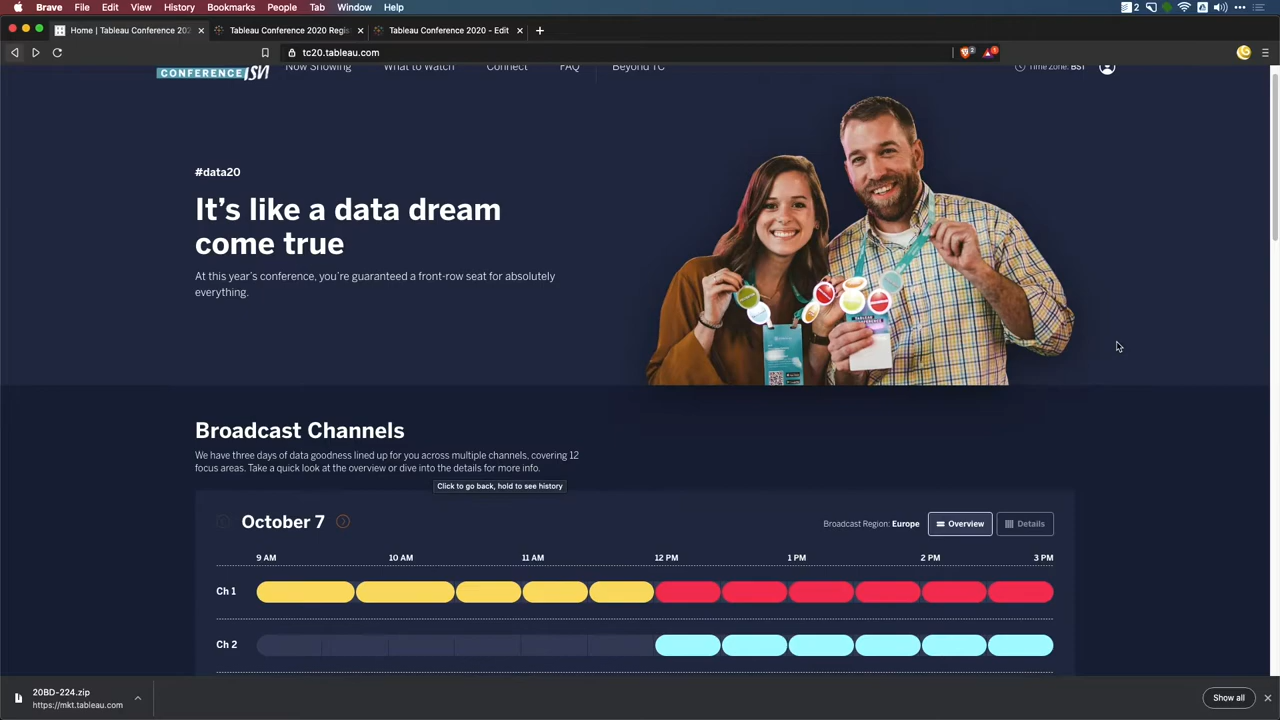 Brave File Edit View History Bookmarks People Tab Window Help 2
Home | Tableau Conference 202 Tableau Conference 2020 Regis Tableau Conference 2020 - Edit
tc20.tableau.com
CONFERENCEISH Now Showing What to Watch Connect FAQ Beyond TC Time Zone: BST
#data20
It's like a data dream
come true
At this year's conference, you're guaranteed a front-row seat for absolutely
everything.
Broadcast Channels
We have three days of data goodness lined up for you across multiple channels, covering 12
focus areas. Take a quick look at the overview or dive into the details for more info.
Click to go back, hold to see history
October 7 Broadcast Region: Europe Overview Details
9 AM 10 AM 11 AM 12 PM 1 PM 2 PM 3 PM
Ch 1
Ch 2
20BD-224.zip
https://mkt.tableau.com
Show all